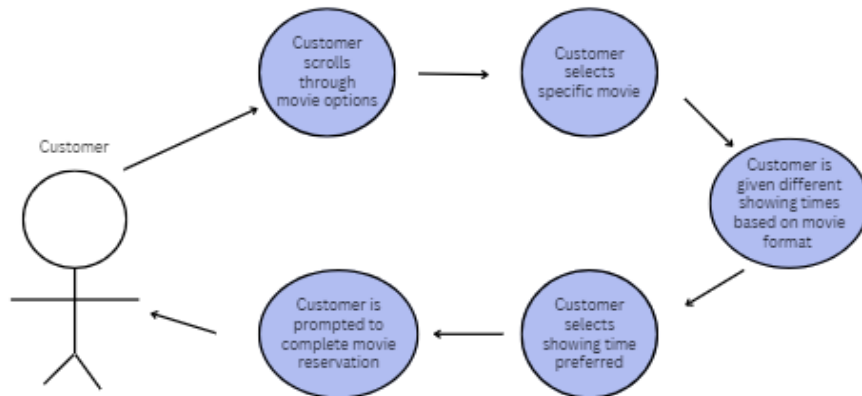 Customer
Customer
scrolls
through
movie options
Customer
selects
specific movie
Customer is
given different
showing times
based on movie
format
Customer
selects
showing time
preferred
Customer is
prompted to
complete movie
reservation